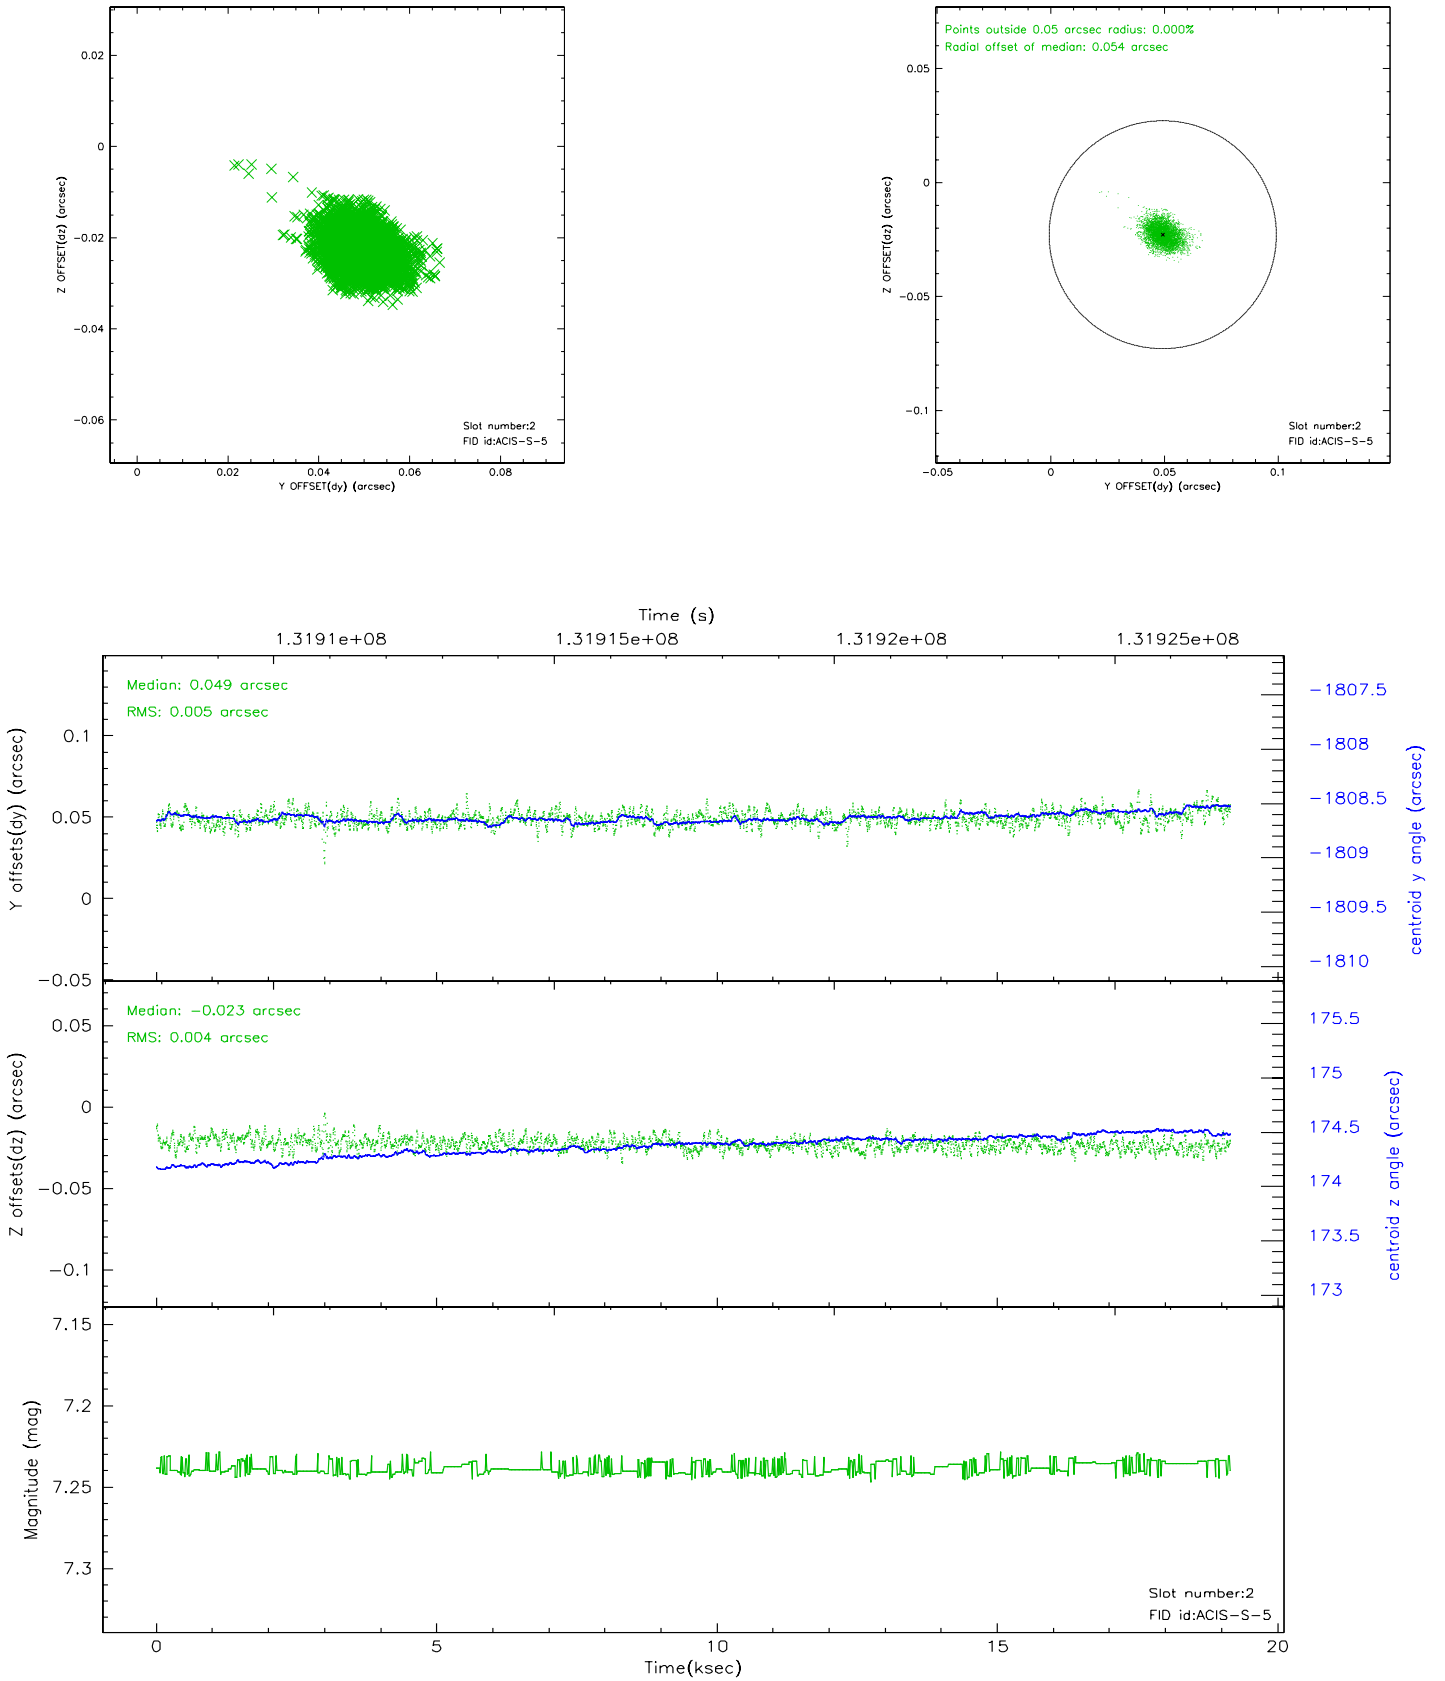 0.02
0
−0.02
−0.04
−0.06
Z OFFSET(dz) (arcsec)
Slot number:2
FID id:ACIS−S−5
0 0.02 0.04 0.06 0.08
Y OFFSET(dy) (arcsec)
Points outside 0.05 arcsec radius: 0.000%
Radial offset of median: 0.054 arcsec
0.05
0
−0.05
−0.1
Z OFFSET(dz) (arcsec)
Slot number:2
FID id:ACIS−S−5
−0.05 0 0.05 0.1
Y OFFSET(dy) (arcsec)
Time (s)
1.3191e+08 1.31915e+08 1.3192e+08 1.31925e+08
Median: 0.049 arcsec
RMS: 0.005 arcsec
0.1
0.05
0
−0.05
Y offsets(dy) (arcsec)
−1807.5
−1808
−1808.5
−1809
−1809.5
−1810
centroid y angle (arcsec)
Median: −0.023 arcsec
RMS: 0.004 arcsec
0.05
0
−0.05
−0.1
Z offsets(dz) (arcsec)
175.5
175
174.5
174
173.5
173
centroid z angle (arcsec)
7.15
7.2
7.25
7.3
Magnitude (mag)
Slot number:2
FID id:ACIS−S−5
0 5 10 15 20
Time(ksec)